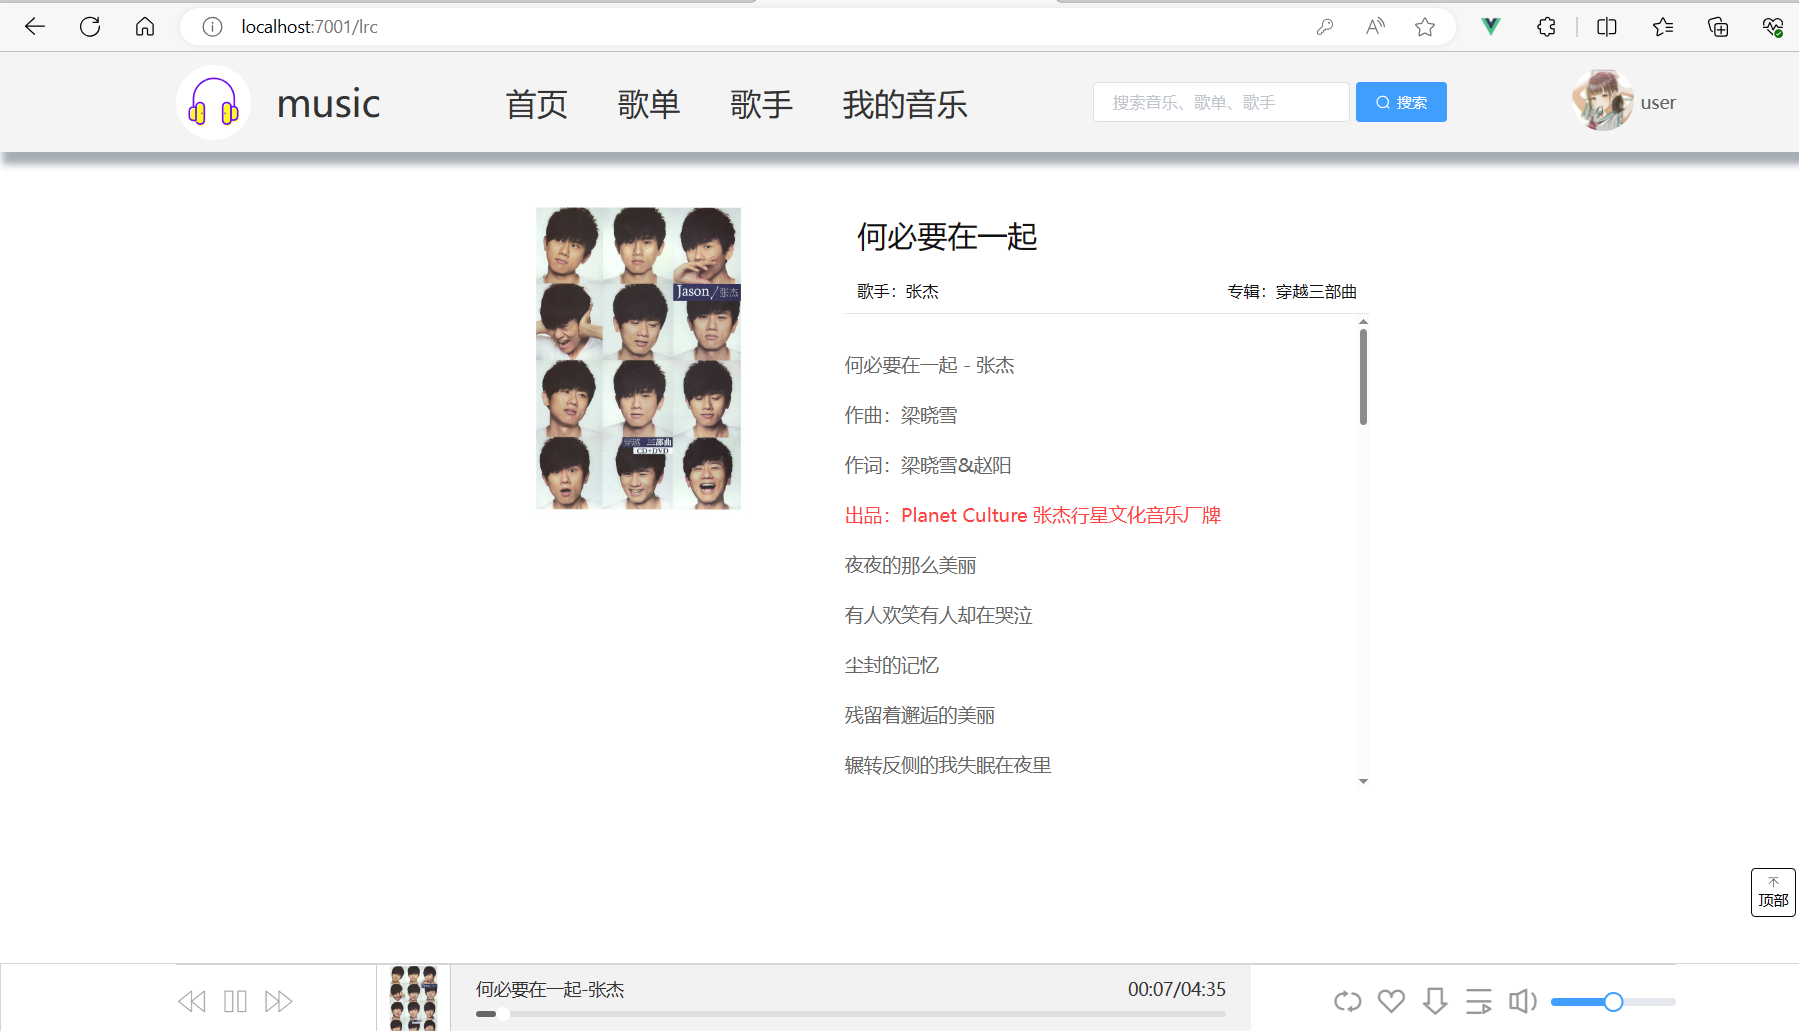 localhost:7001/lrc
music
首页
歌单
歌手
我的音乐
搜索音乐、歌单、歌手
搜索
user
Jason/张杰
穿越 三部曲
CD+DVD
何必要在一起
歌手：张杰
专辑：穿越三部曲
何必要在一起 - 张杰
作曲：梁晓雪
作词：梁晓雪&赵阳
出品：Planet Culture 张杰行星文化音乐厂牌
夜夜的那么美丽
有人欢笑有人却在哭泣
尘封的记忆
残留着邂逅的美丽
辗转反侧的我失眠在夜里
顶部
何必要在一起-张杰
00:07/04:35